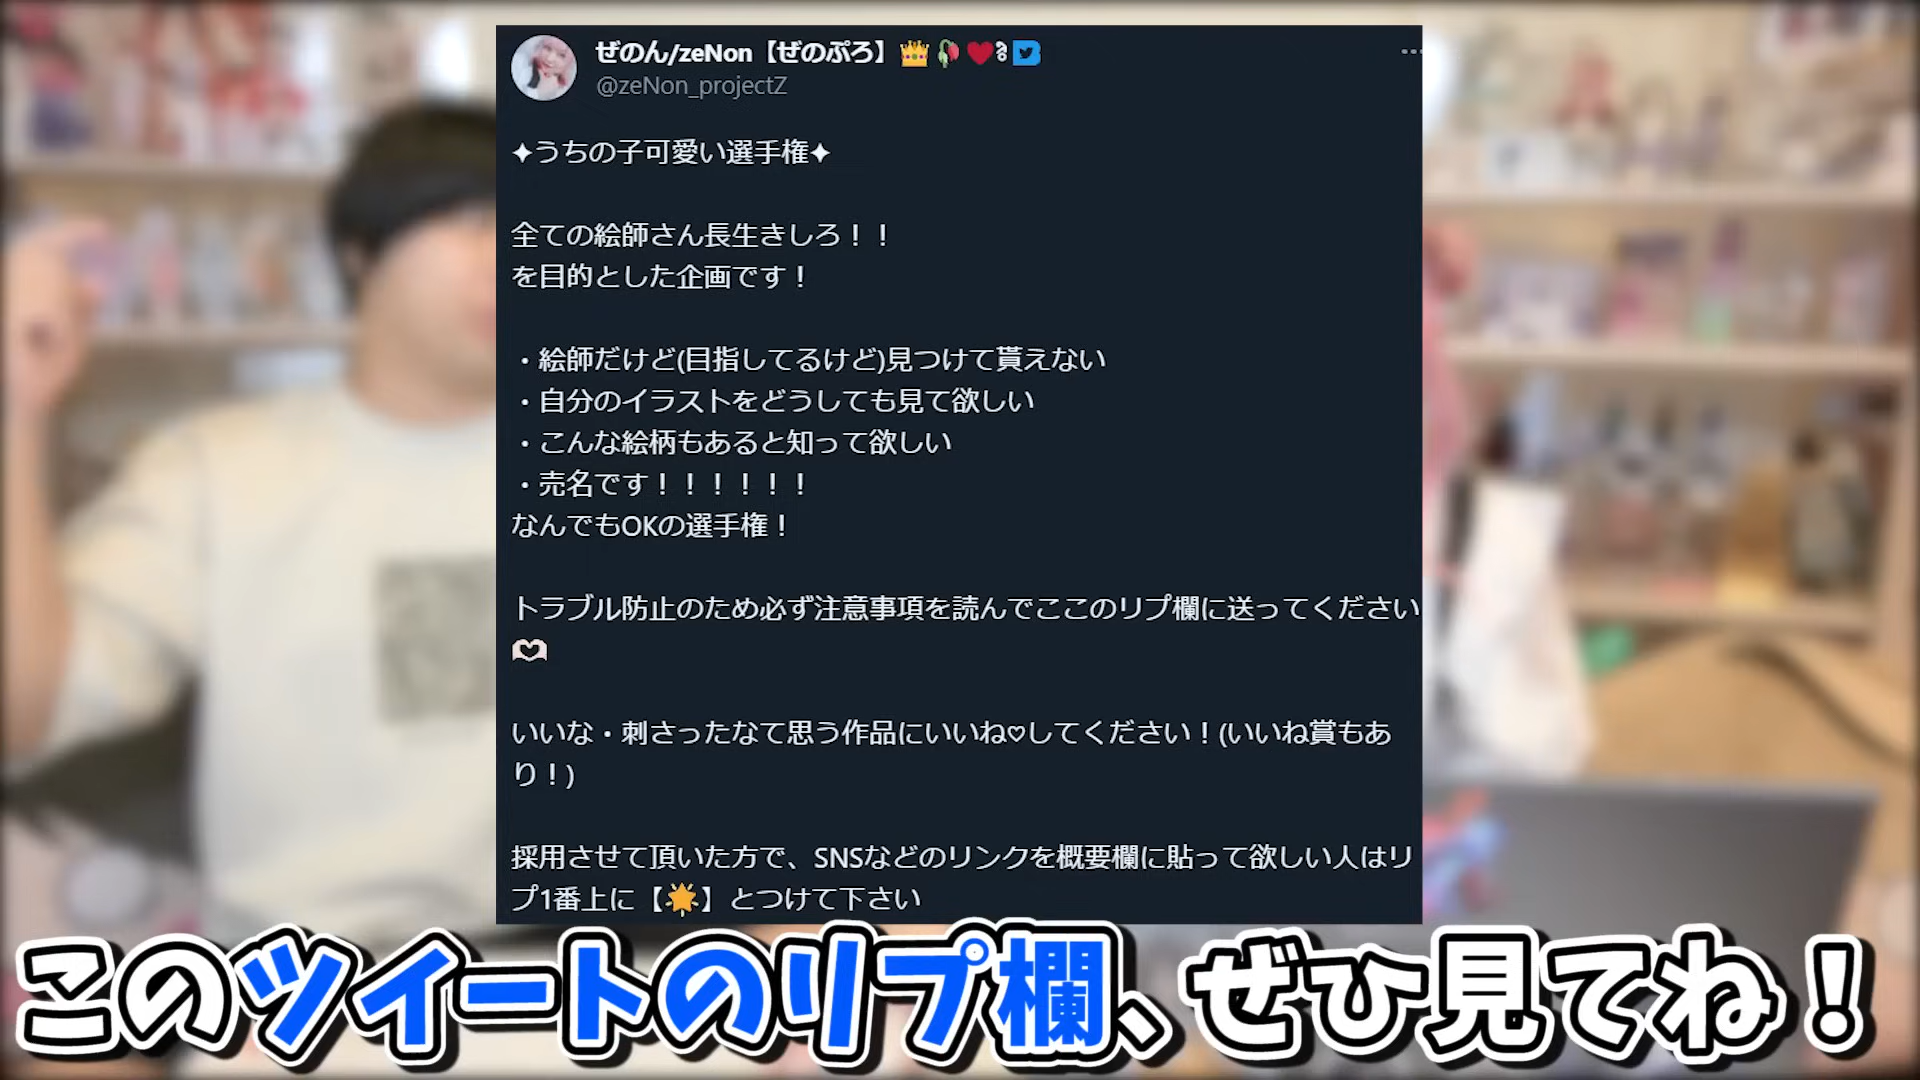 ぜのん/zeNon【ぜのぷろ】👑🥀❤️🎖
@zeNon_projectZ
✦うちの子可愛い選手権✦
全ての絵師さん長生きしろ！！
を目的とした企画です！
・絵師だけど(目指してるけど)見つけて貰えない
・自分のイラストをどうしても見て欲しい
・こんな絵柄もあると知って欲しい
・売名です！！！！！！
なんでもOKの選手権！
トラブル防止のため必ず注意事項を読んでここのリプ欄に送ってください
🫶🏻
いいな・刺さったなて思う作品にいいね♡してください！(いいね賞もあ
り！)
採用させて頂いた方で、SNSなどのリンクを概要欄に貼って欲しい人はリ
プ1番上に【🌟】とつけて下さい
このツイートのリプ欄、ぜひ見てね！